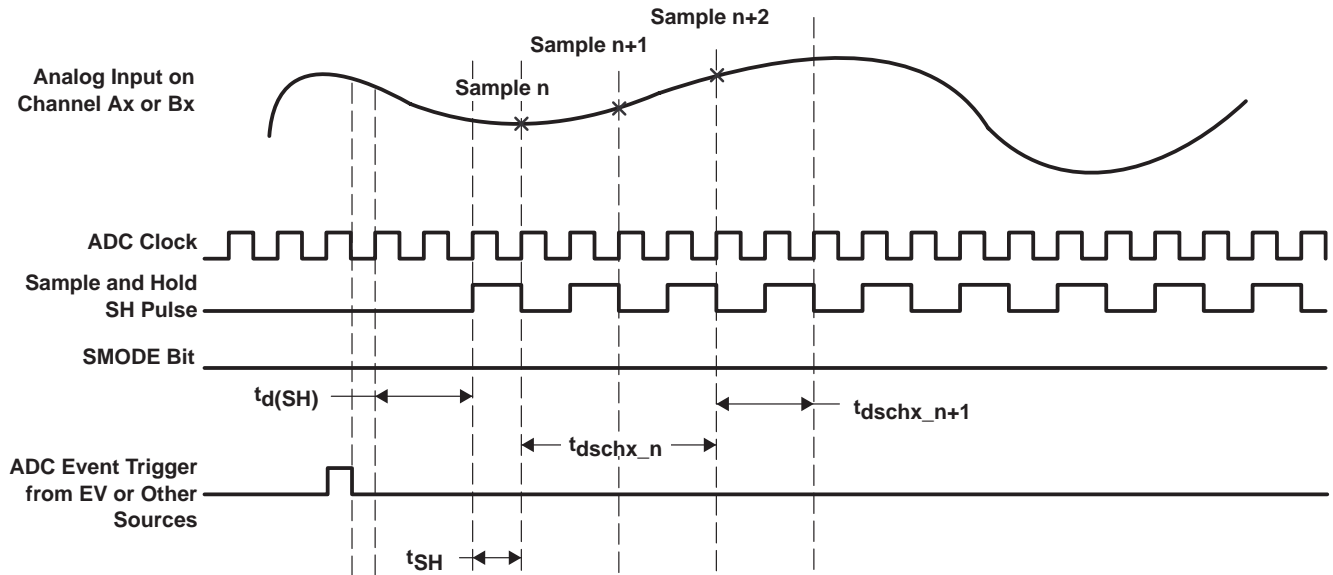 Sample n+2
Sample n+1
Analog Input on
Channel Ax or Bx
Sample n
ADC Clock
Sample and Hold
SH Pulse
SMODE Bit
td(SH)
tdschx_n+1
tdschx_n
ADC Event Trigger
from EV or Other
Sources
tSH